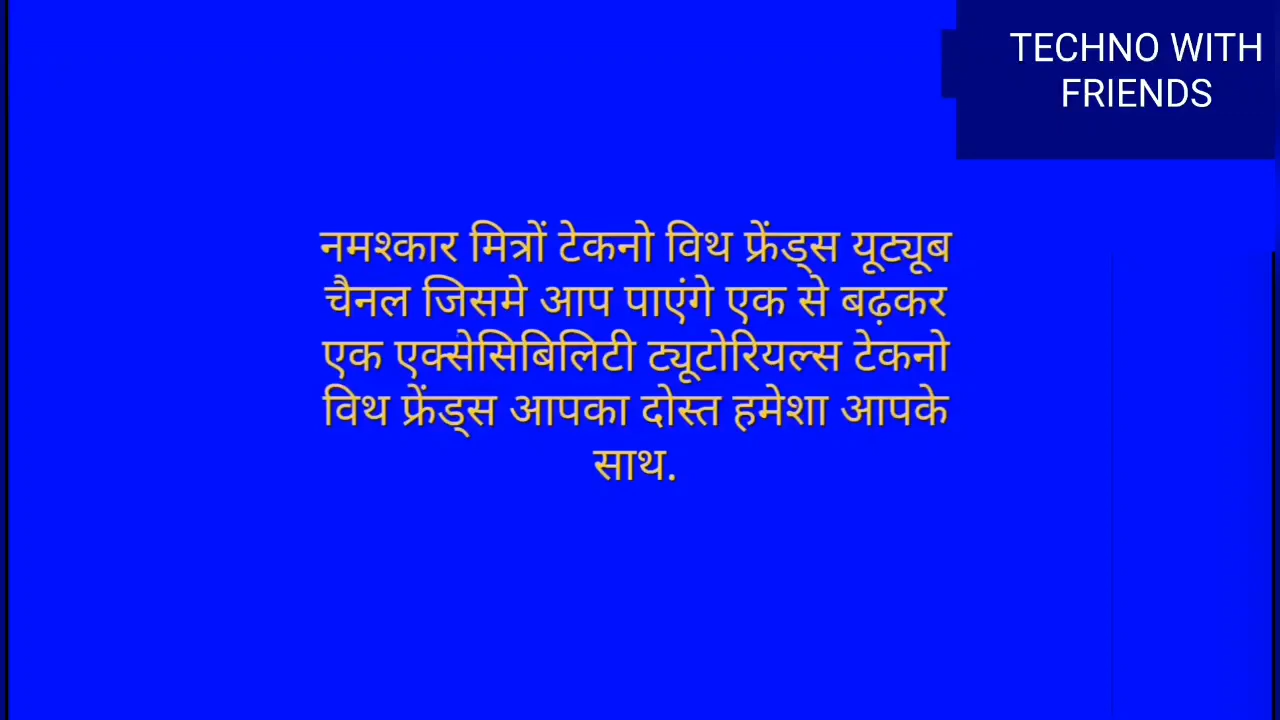 TECHNO WITH
FRIENDS
नमश्कार मित्रों टेकनो विथ फ्रेंड्स यूट्यूब
चैनल जिसमे आप पाएंगे एक से बढ़कर
एक एक्सेसिबिलिटी ट्यूटोरियल्स टेकनो
विथ फ्रेंड्स आपका दोस्त हमेशा आपके
साथ.